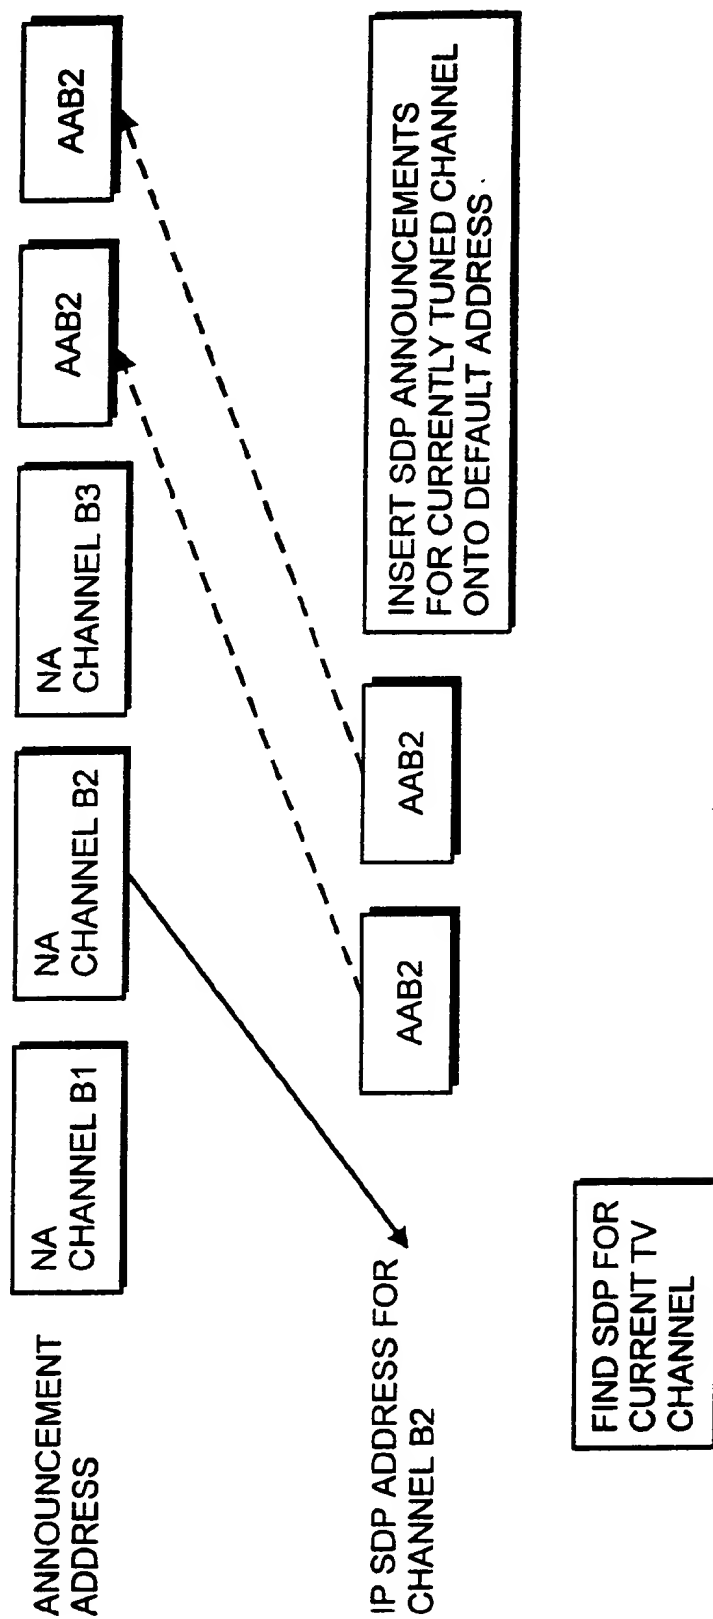 ANNOUNCEMENT
ADDRESS
NA
CHANNEL B1
NA
CHANNEL B2
NA
CHANNEL B3
AAB2
AAB2
IP SDP ADDRESS FOR
CHANNEL B2
AAB2
AAB2
INSERT SDP ANNOUNCEMENTS
FOR CURRENTLY TUNED CHANNEL
ONTO DEFAULT ADDRESS
FIND SDP FOR
CURRENT TV
CHANNEL